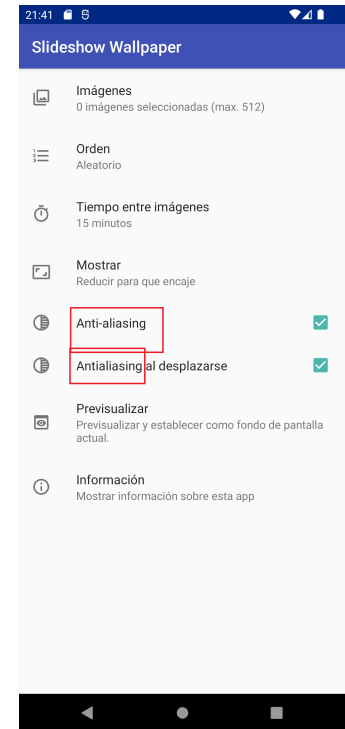 21:41
Slideshow Wallpaper
Imágenes
0 imágenes seleccionadas (max. 512)
Orden
Aleatorio
Tiempo entre imágenes
15 minutos
Mostrar
Reducir para que encaje
Anti-aliasing
Antialiasing al desplazarse
Previsualizar
Previsualizar y establecer como fondo de pantalla
actual.
Información
Mostrar información sobre esta app